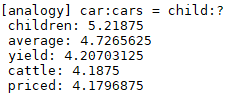 [analogy] car:cars = child:?
children: 5.21875
average: 4.7265625
yield: 4.20703125
cattle: 4.1875
priced: 4.1796875